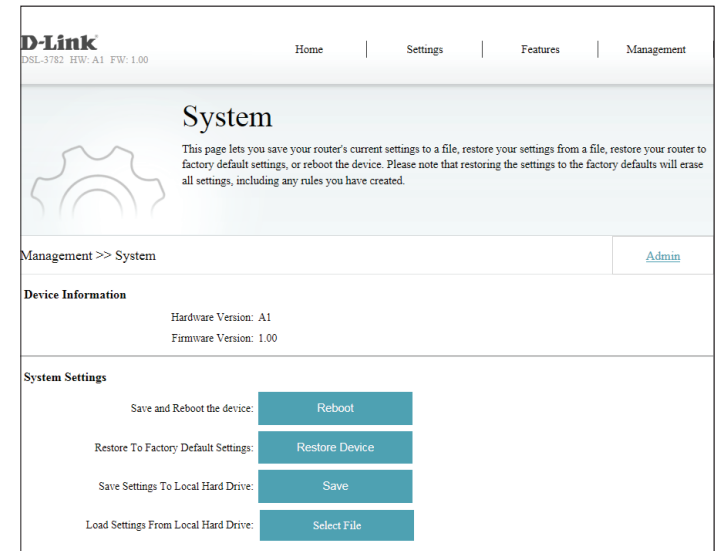 D-Link
DSL-3782 HW: A1 FW: 1.00
Home
Settings
Features
Management
System
This page lets you save your router's current settings to a file, restore your settings from a file, restore your router to
factory default settings, or reboot the device. Please note that restoring the settings to the factory defaults will erase
all settings, including any rules you have created.
Management >> System
Admin
Device Information
Hardware Version: A1
Firmware Version: 1.00
System Settings
Save and Reboot the device: Reboot
Restore To Factory Default Settings: Restore Device
Save Settings To Local Hard Drive: Save
Load Settings From Local Hard Drive: Select File